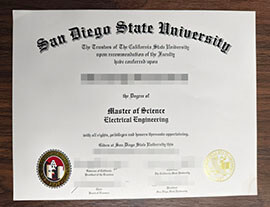 San Diego State University
The Trustees of The California State University
upon recommendation of the Faculty
have conferred upon
the Degree of
Master of Science
Electrical Engineering
with all rights, privileges and honors thereunto appertaining.
Given at San Diego State University this